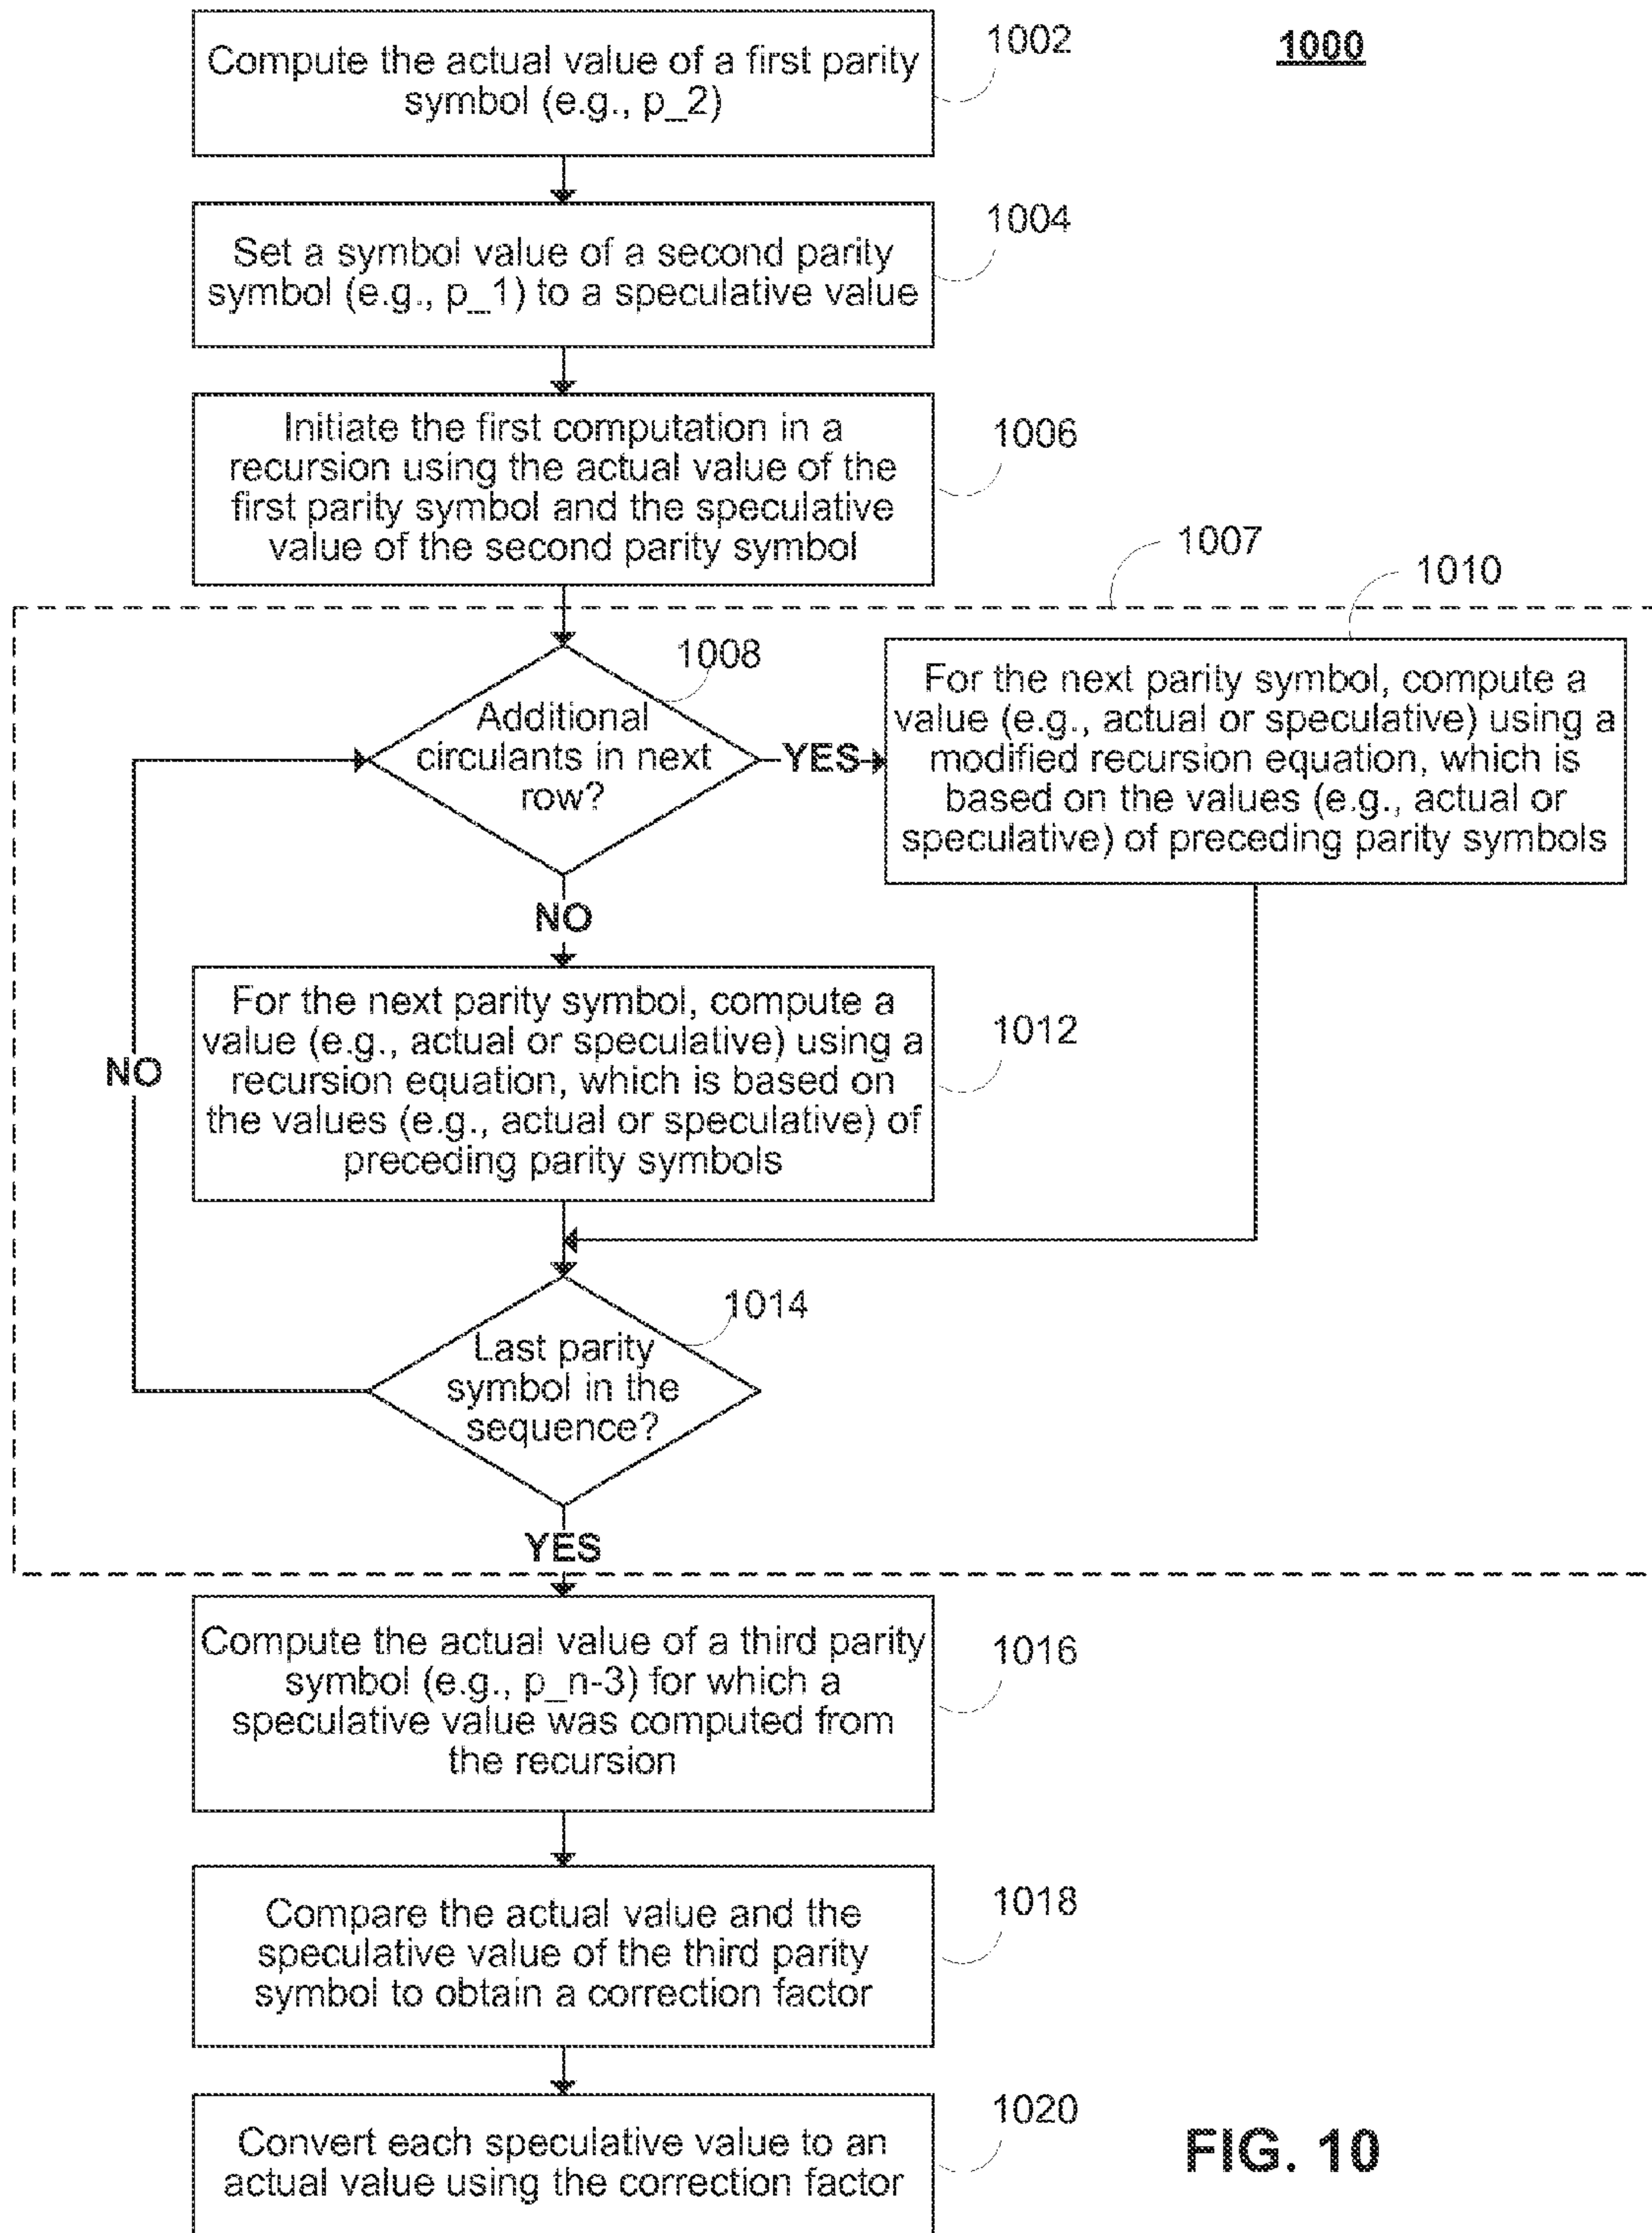 1000
Compute the actual value of a first parity
symbol (e.g., p_2)
1002
Set a symbol value of a second parity
symbol (e.g., p_1) to a speculative value
1004
Initiate the first computation in a
recursion using the actual value of the
first parity symbol and the speculative
value of the second parity symbol
1006
1007
1008
Additional
circulants in next
row?
YES
1010
For the next parity symbol, compute a
value (e.g., actual or speculative) using a
modified recursion equation, which is
based on the values (e.g., actual or
speculative) of preceding parity symbols
NO
For the next parity symbol, compute a
value (e.g., actual or speculative) using a
recursion equation, which is based on
the values (e.g., actual or speculative) of
preceding parity symbols
1012
NO
1014
Last parity
symbol in the
sequence?
YES
Compute the actual value of a third parity
symbol (e.g., p_n-3) for which a
speculative value was computed from
the recursion
1016
Compare the actual value and the
speculative value of the third parity
symbol to obtain a correction factor
1018
Convert each speculative value to an
actual value using the correction factor
1020
FIG. 10